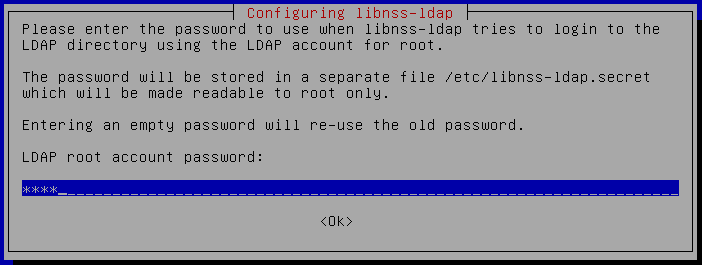 Configuring libnss-ldap
Please enter the password to use when libnss-ldap tries to login to the
LDAP directory using the LDAP account for root.
The password will be stored in a separate file /etc/libnss-ldap.secret
which will be made readable to root only.
Entering an empty password will re-use the old password.
LDAP root account password:
****
<Ok>